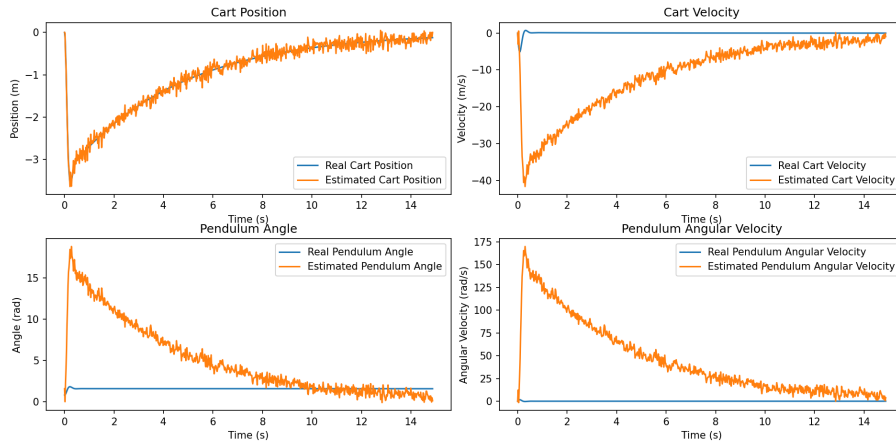 Cart Position
Position (m)
0
−1
−2
−3
0 2 4 6 8 10 12 14
Time (s)
Real Cart Position
Estimated Cart Position
Cart Velocity
Velocity (m/s)
0
−10
−20
−30
−40
0 2 4 6 8 10 12 14
Time (s)
Real Cart Velocity
Estimated Cart Velocity
Pendulum Angle
Angle (rad)
15
10
5
0
0 2 4 6 8 10 12 14
Time (s)
Real Pendulum Angle
Estimated Pendulum Angle
Pendulum Angular Velocity
Angular Velocity (rad/s)
175
150
125
100
75
50
25
0
0 2 4 6 8 10 12 14
Time (s)
Real Pendulum Angular Velocity
Estimated Pendulum Angular Velocity